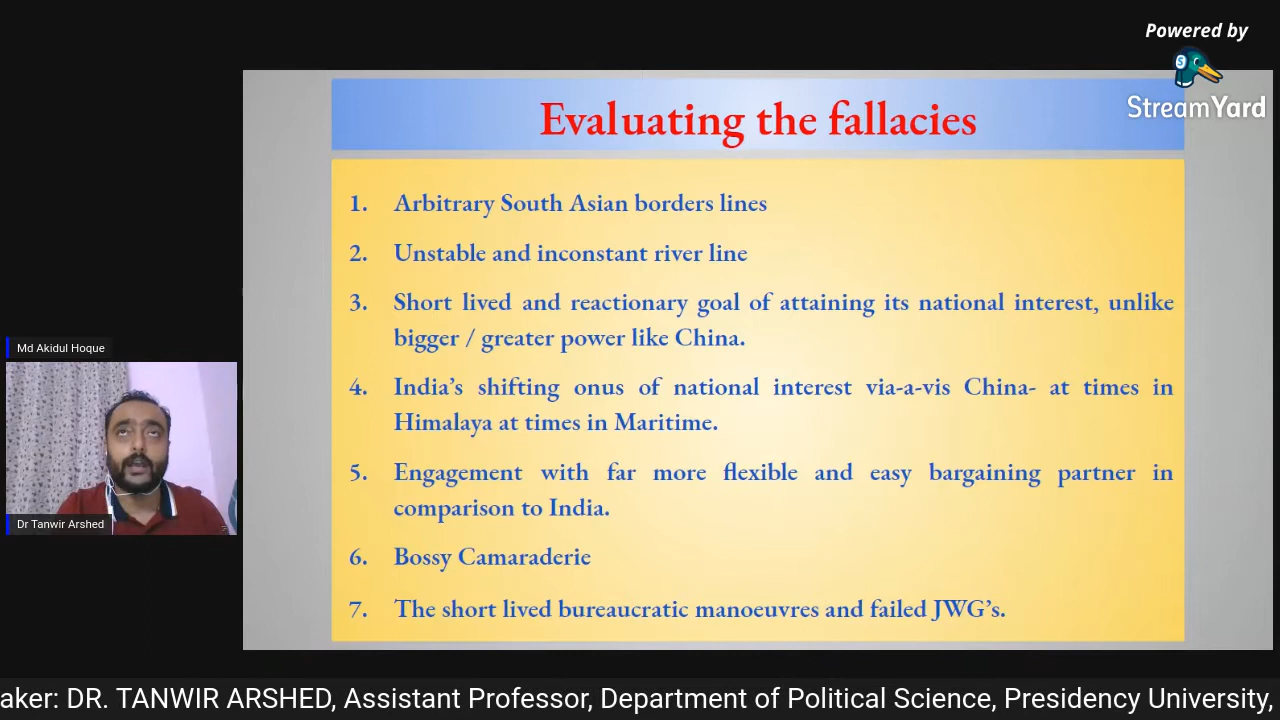 Powered by
StreamYard
Evaluating the fallacies
1. Arbitrary South Asian borders lines
2. Unstable and inconstant river line
3. Short lived and reactionary goal of attaining its national interest, unlike
bigger / greater power like China.
4. India's shifting onus of national interest via-a-vis China- at times in
Himalaya at times in Maritime.
5. Engagement with far more flexible and easy bargaining partner in
comparison to India.
6. Bossy Camaraderie
7. The short lived bureaucratic manoeuvres and failed JWG's.
Md Akidul Hoque
Dr Tanwir Arshed
aker: DR. TANWIR ARSHED, Assistant Professor, Department of Political Science, Presidency University,